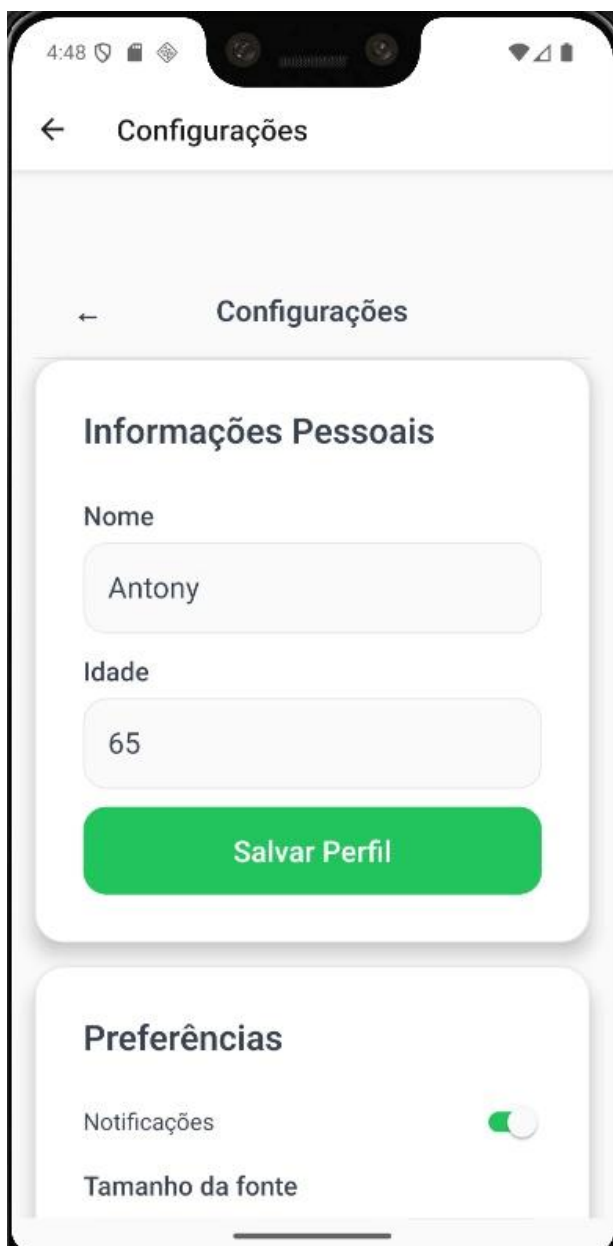 4:48
← Configurações
← Configurações
Informações Pessoais
Nome
Antony
Idade
65
Salvar Perfil
Preferências
Notificações
Tamanho da fonte